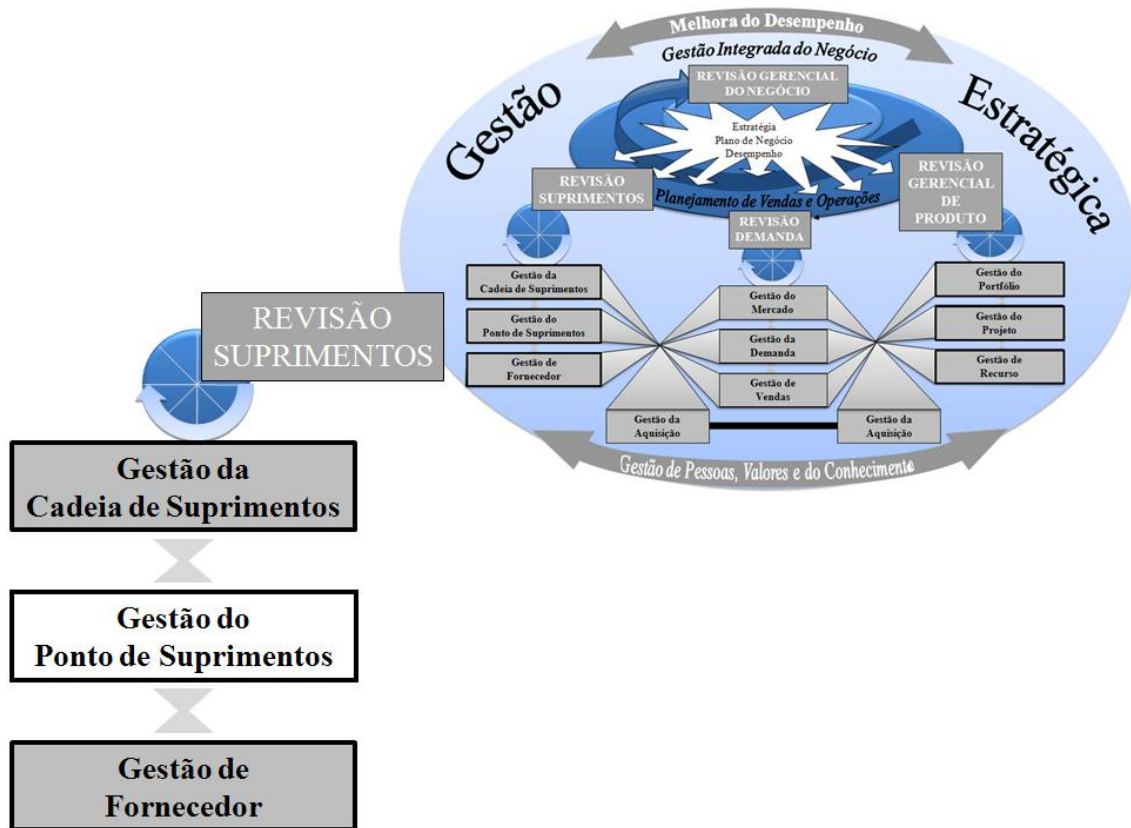 Melhora do Desempenho
Gestão Integrada do Negócio
REVISÃO GERENCIAL
DO NEGÓCIO
Gestão
Estratégica
Estratégia
Plano de Negócio
Desempenho
REVISÃO
SUPRIMENTOS
Planejamento de Vendas e Operações
REVISÃO
GERENCIAL
DE
PRODUTO
REVISÃO
DEMANDA
Gestão da
Cadeia de Suprimentos
Gestão do
Ponto de Suprimentos
Gestão de
Fornecedor
Gestão do
Mercado
Gestão da
Demanda
Gestão de
Vendas
Gestão do
Portfólio
Gestão do
Projeto
Gestão de
Recurso
Gestão da
Aquisição
Gestão da
Aquisição
Gestão de Pessoas, Valores e do Conhecimento
REVISÃO
SUPRIMENTOS
Gestão da
Cadeia de Suprimentos
Gestão do
Ponto de Suprimentos
Gestão de
Fornecedor